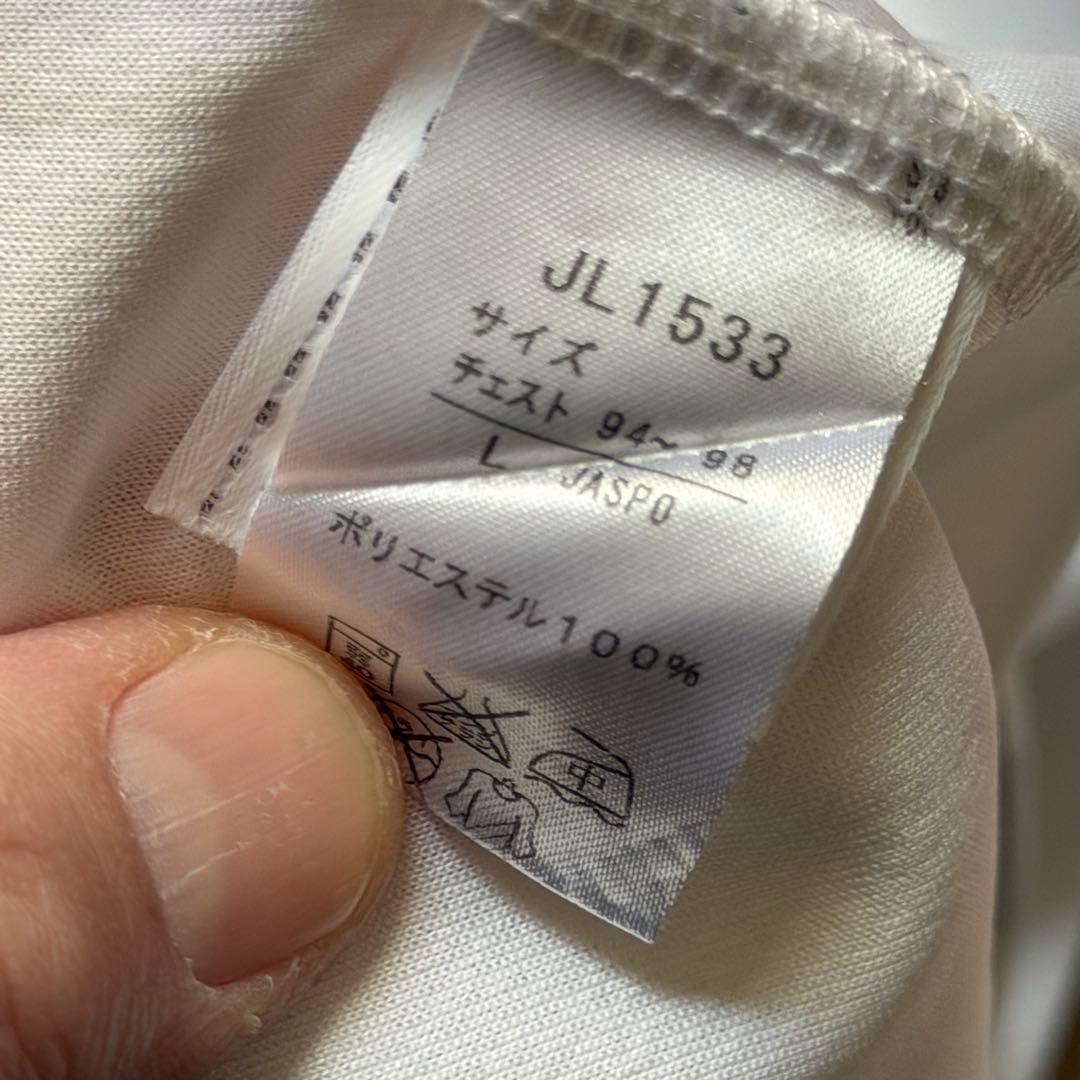 JL1533
サイズ
チェスト 94~ 98
L JASPO
ポリエステル100%
中